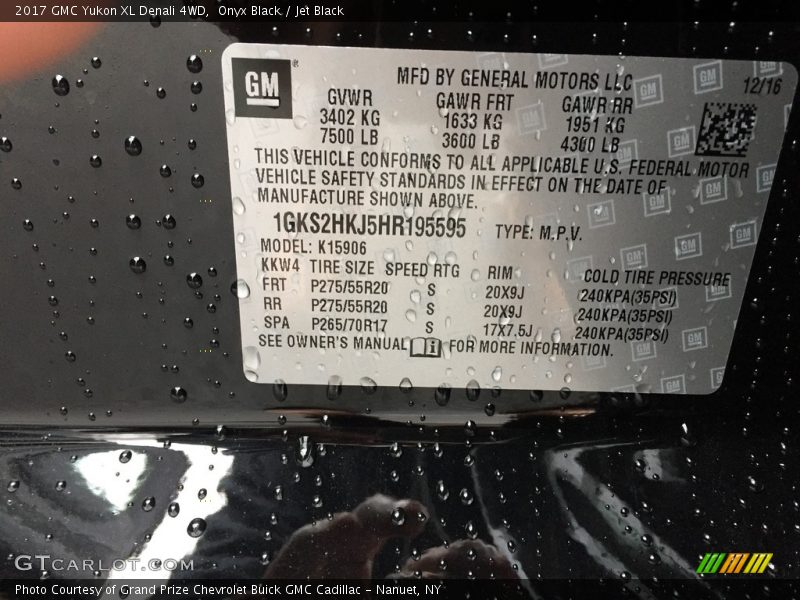 2017 GMC Yukon XL Denali 4WD, Onyx Black / Jet Black
GM®
MFD BY GENERAL MOTORS LLC
12/16
GVWR GAWR FRT GAWR RR
3402 KG 1633 KG 1951 KG
7500 LB 3600 LB 4300 LB
THIS VEHICLE CONFORMS TO ALL APPLICABLE U.S. FEDERAL MOTOR
VEHICLE SAFETY STANDARDS IN EFFECT ON THE DATE OF
MANUFACTURE SHOWN ABOVE.
1GKS2HKJ5HR195595 TYPE: M.P.V.
MODEL: K15906
KKW4 TIRE SIZE SPEED RTG RIM COLD TIRE PRESSURE
FRT P275/55R20 S 20X9J 240KPA(35PSI)
RR P275/55R20 S 20X9J 240KPA(35PSI)
SPA P265/70R17 S 17X7.5J 240KPA(35PSI)
SEE OWNER'S MANUAL i FOR MORE INFORMATION.
GTCARLOT.COM
Photo Courtesy of Grand Prize Chevrolet Buick GMC Cadillac - Nanuet, NY